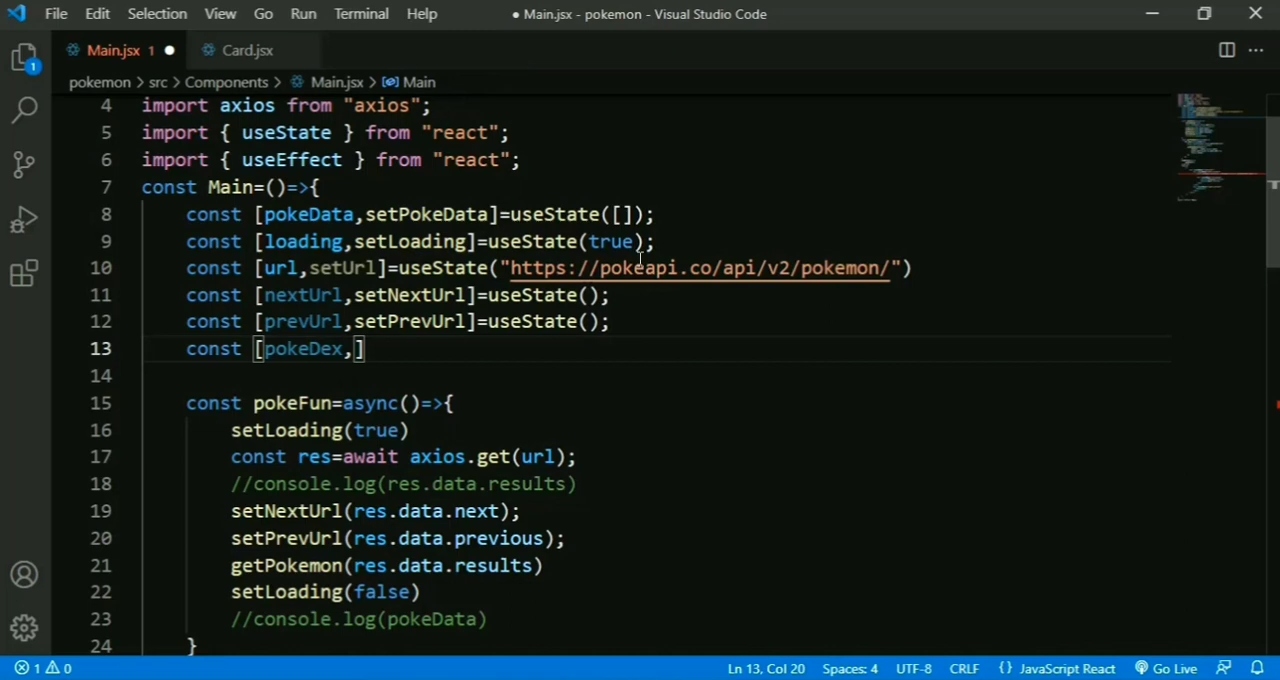 File Edit Selection View Go Run Terminal Help ● Main.jsx - pokemon - Visual Studio Code
Main.jsx 1 ● Card.jsx
pokemon > src > Components > Main.jsx > Main
4 import axios from "axios";
5 import { useState } from "react";
6 import { useEffect } from "react";
7 const Main=()=>{
8 const [pokeData,setPokeData]=useState([]);
9 const [loading,setLoading]=useState(true);
10 const [url,setUrl]=useState("https://pokeapi.co/api/v2/pokemon/")
11 const [nextUrl,setNextUrl]=useState();
12 const [prevUrl,setPrevUrl]=useState();
13 const [pokeDex,]
14
15 const pokeFun=async()=>{
16 setLoading(true)
17 const res=await axios.get(url);
18 //console.log(res.data.results)
19 setNextUrl(res.data.next);
20 setPrevUrl(res.data.previous);
21 getPokemon(res.data.results)
22 setLoading(false)
23 //console.log(pokeData)
24 }
1
1 0 Ln 13, Col 20 Spaces: 4 UTF-8 CRLF {} JavaScript React Go Live